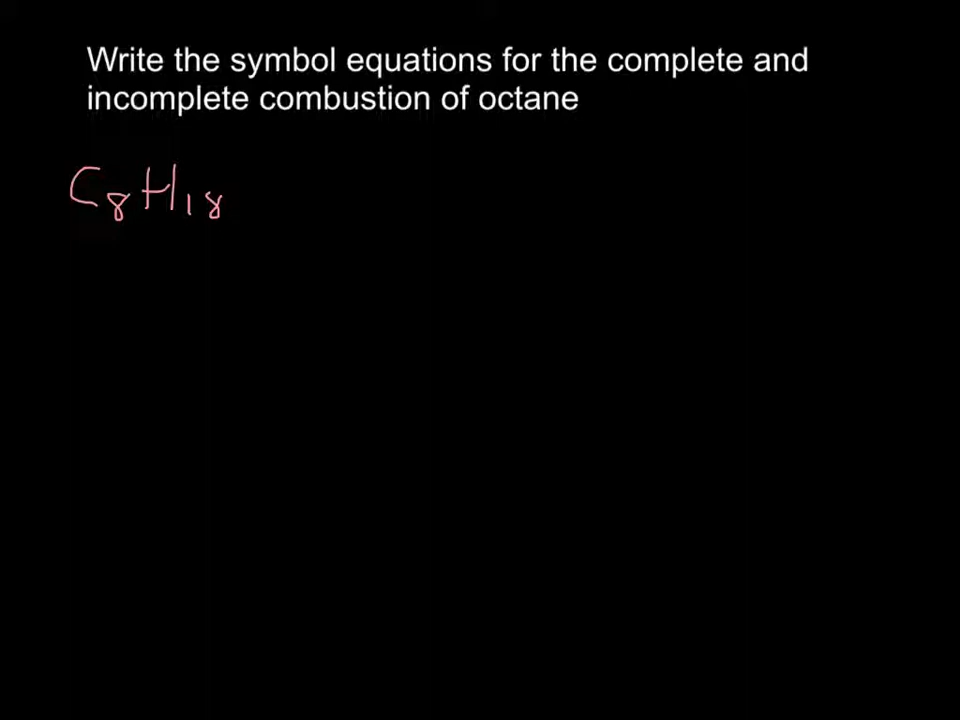 Write the symbol equations for the complete and
incomplete combustion of octane
C₈H₁₈